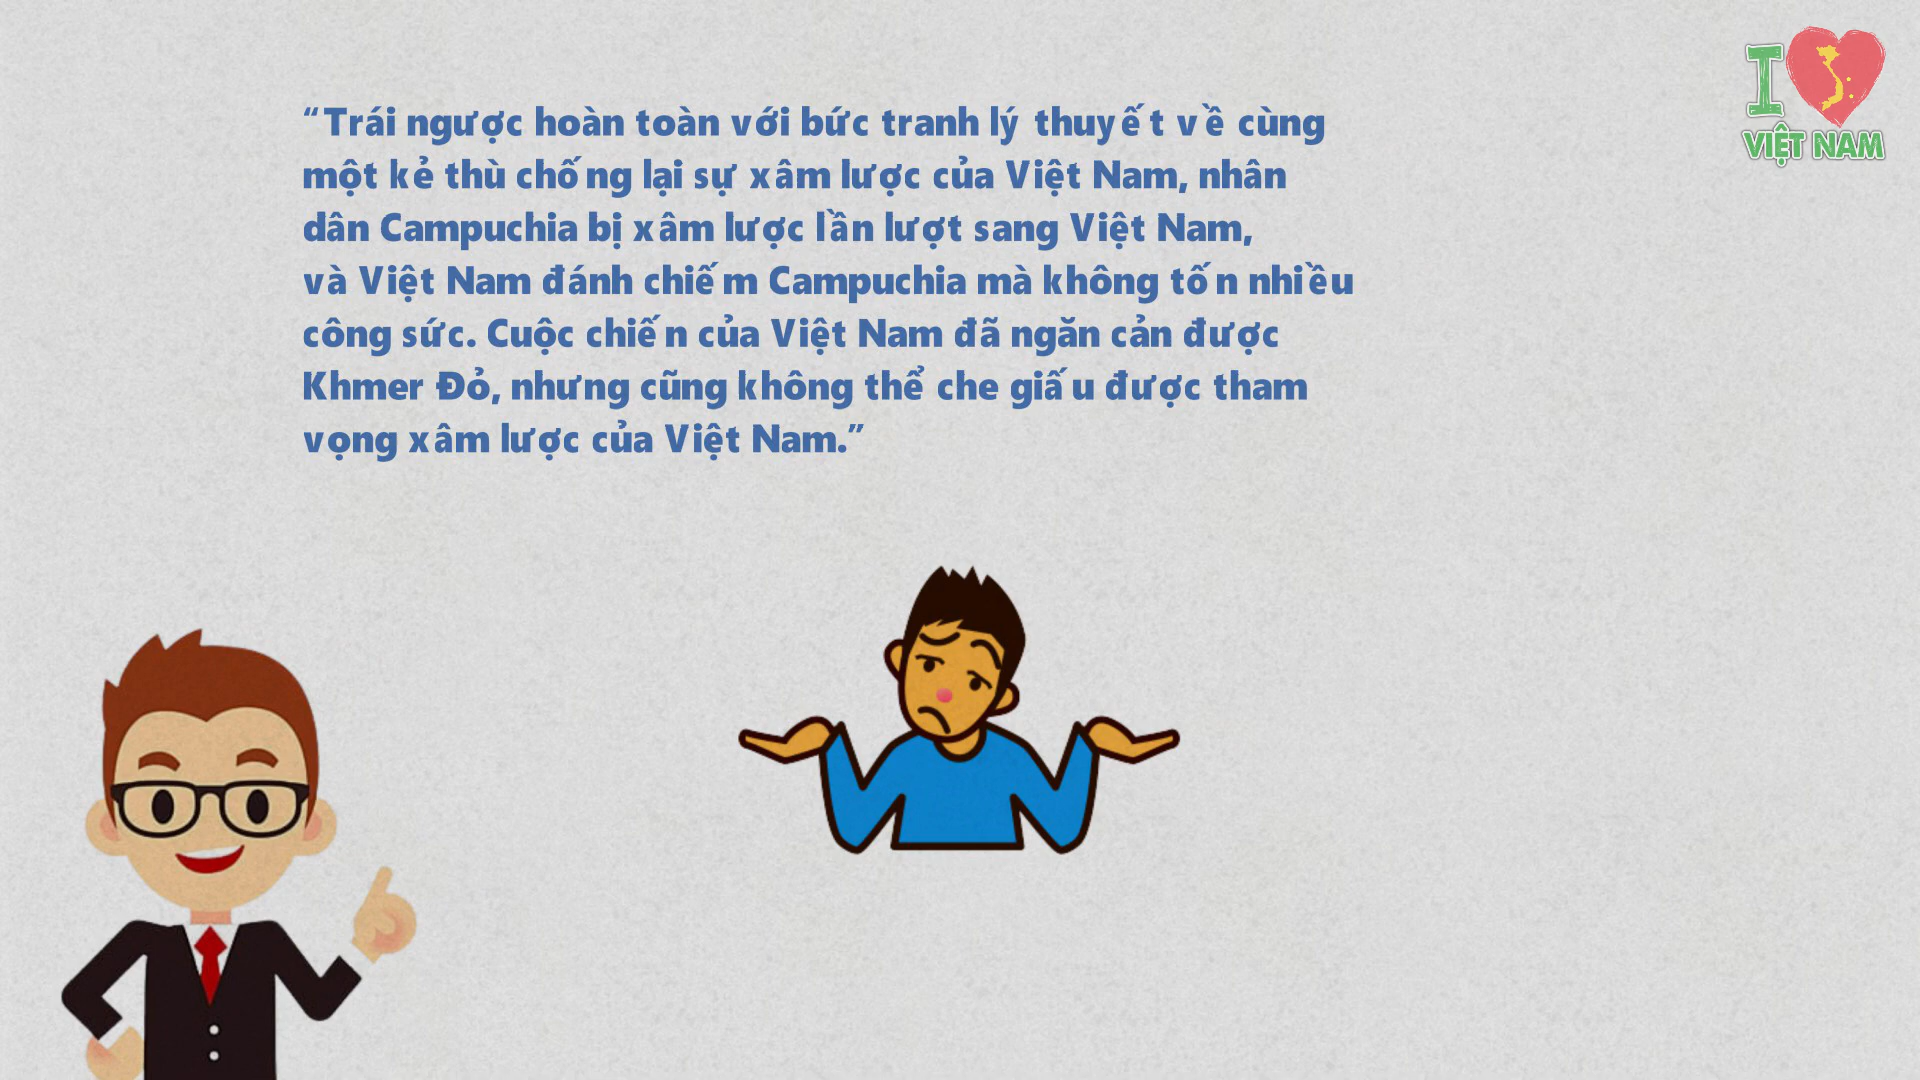 “Trái ngược hoàn toàn với bức tranh lý thuyết về cùng
một kẻ thù chống lại sự xâm lược của Việt Nam, nhân
dân Campuchia bị xâm lược lần lượt sang Việt Nam,
và Việt Nam đánh chiếm Campuchia mà không tốn nhiều
công sức. Cuộc chiến của Việt Nam đã ngăn cản được
Khmer Đỏ, nhưng cũng không thể che giấu được tham
vọng xâm lược của Việt Nam.”
I
VIỆT NAM